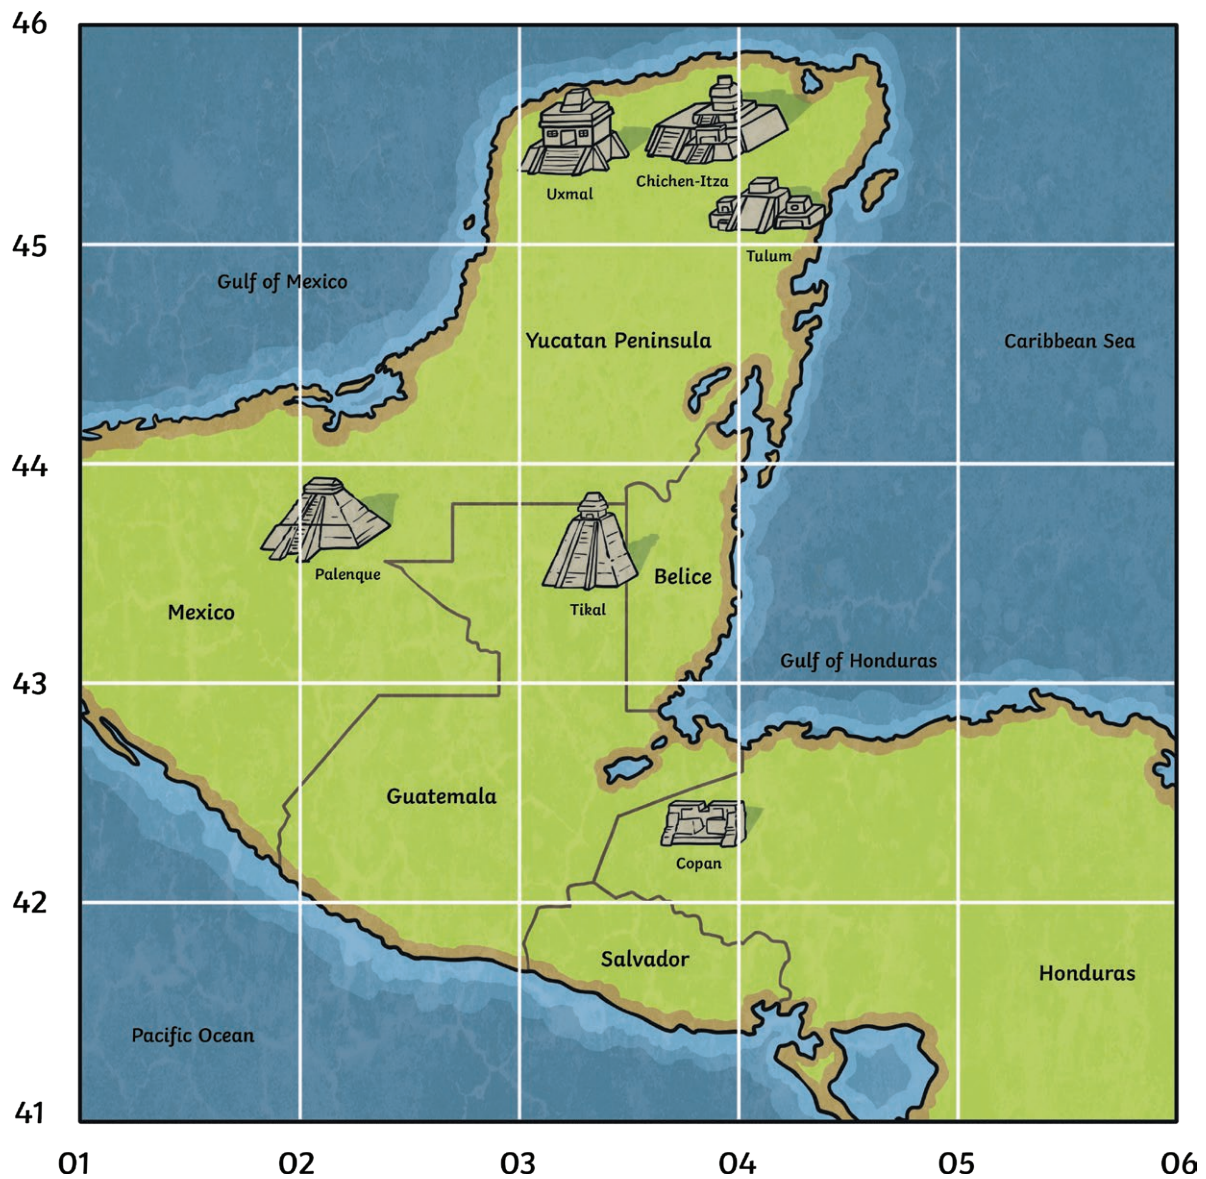 46
Uxmal
Chichen-Itza
45
Tulum
Gulf of Mexico
Yucatan Peninsula
Caribbean Sea
44
Palenque
Belice
Tikal
Mexico
Gulf of Honduras
43
Guatemala
Copan
42
Salvador
Honduras
Pacific Ocean
41
01 02 03 04 05 06